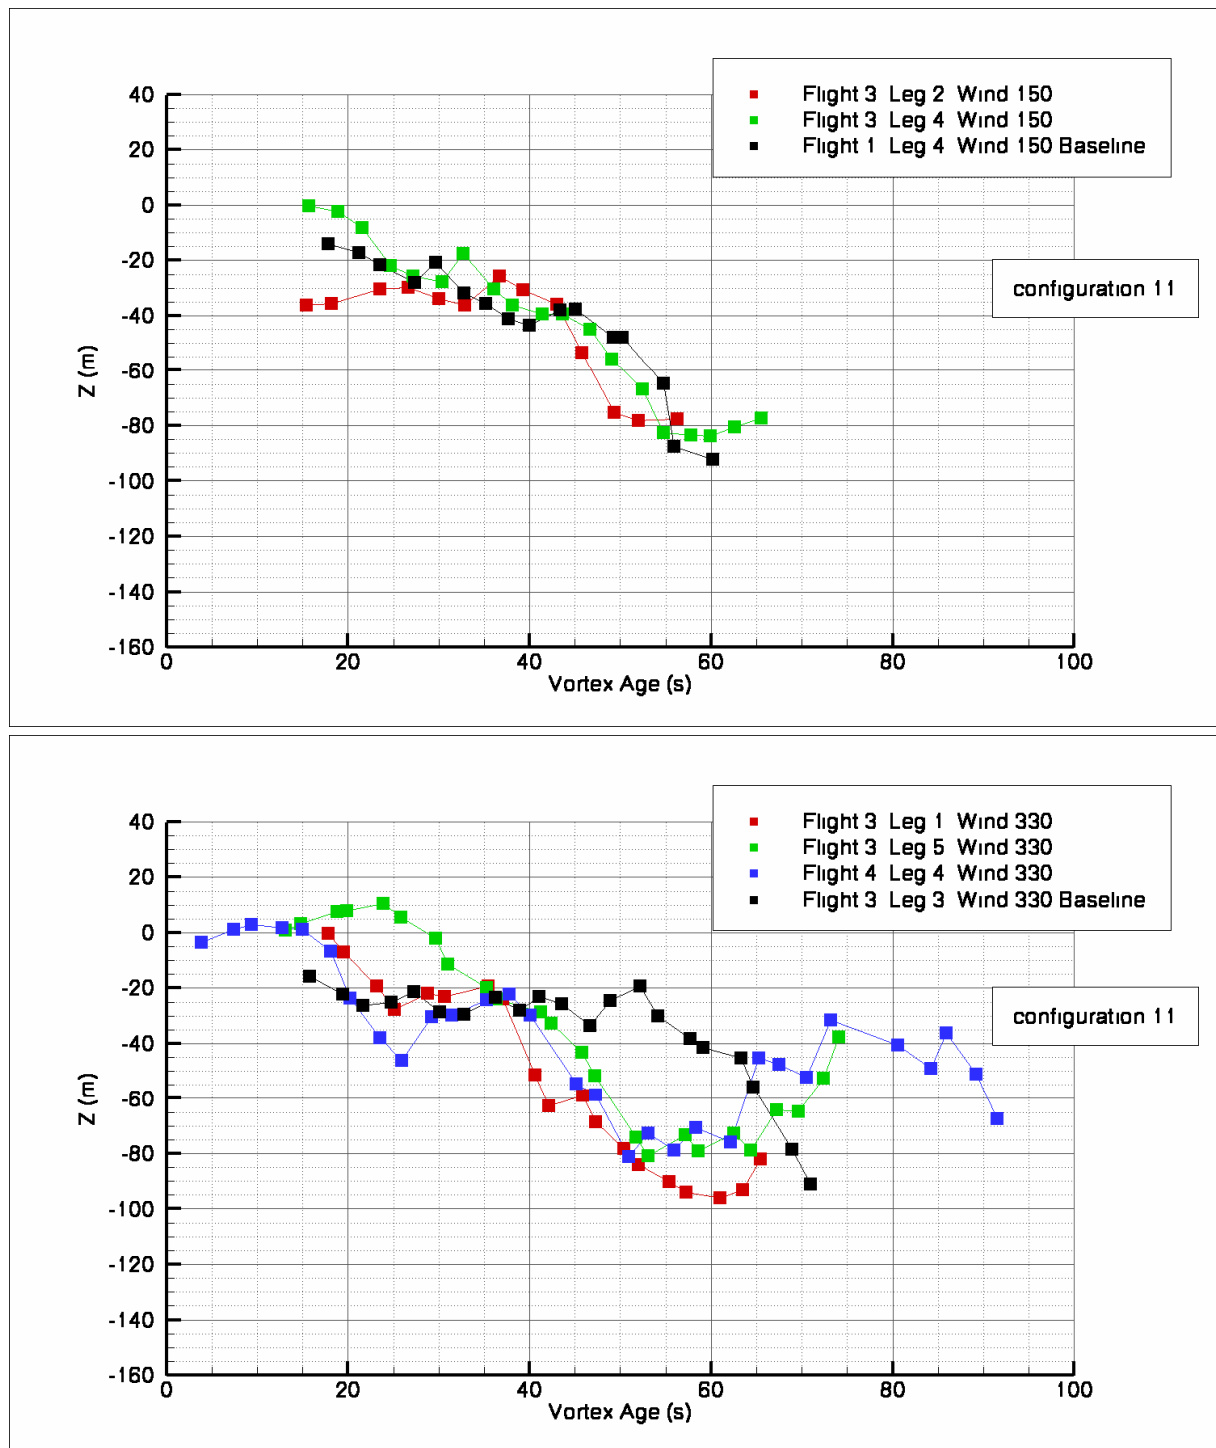 Flight 3 Leg 2 Wind 150
Flight 3 Leg 4 Wind 150
Flight 1 Leg 4 Wind 150 Baseline
configuration 11
40
20
0
-20
-40
-60
-80
-100
-120
-140
-160
Z (m)
0 20 40 60 80 100
Vortex Age (s)
Flight 3 Leg 1 Wind 330
Flight 3 Leg 5 Wind 330
Flight 4 Leg 4 Wind 330
Flight 3 Leg 3 Wind 330 Baseline
configuration 11
40
20
0
-20
-40
-60
-80
-100
-120
-140
-160
Z (m)
0 20 40 60 80 100
Vortex Age (s)